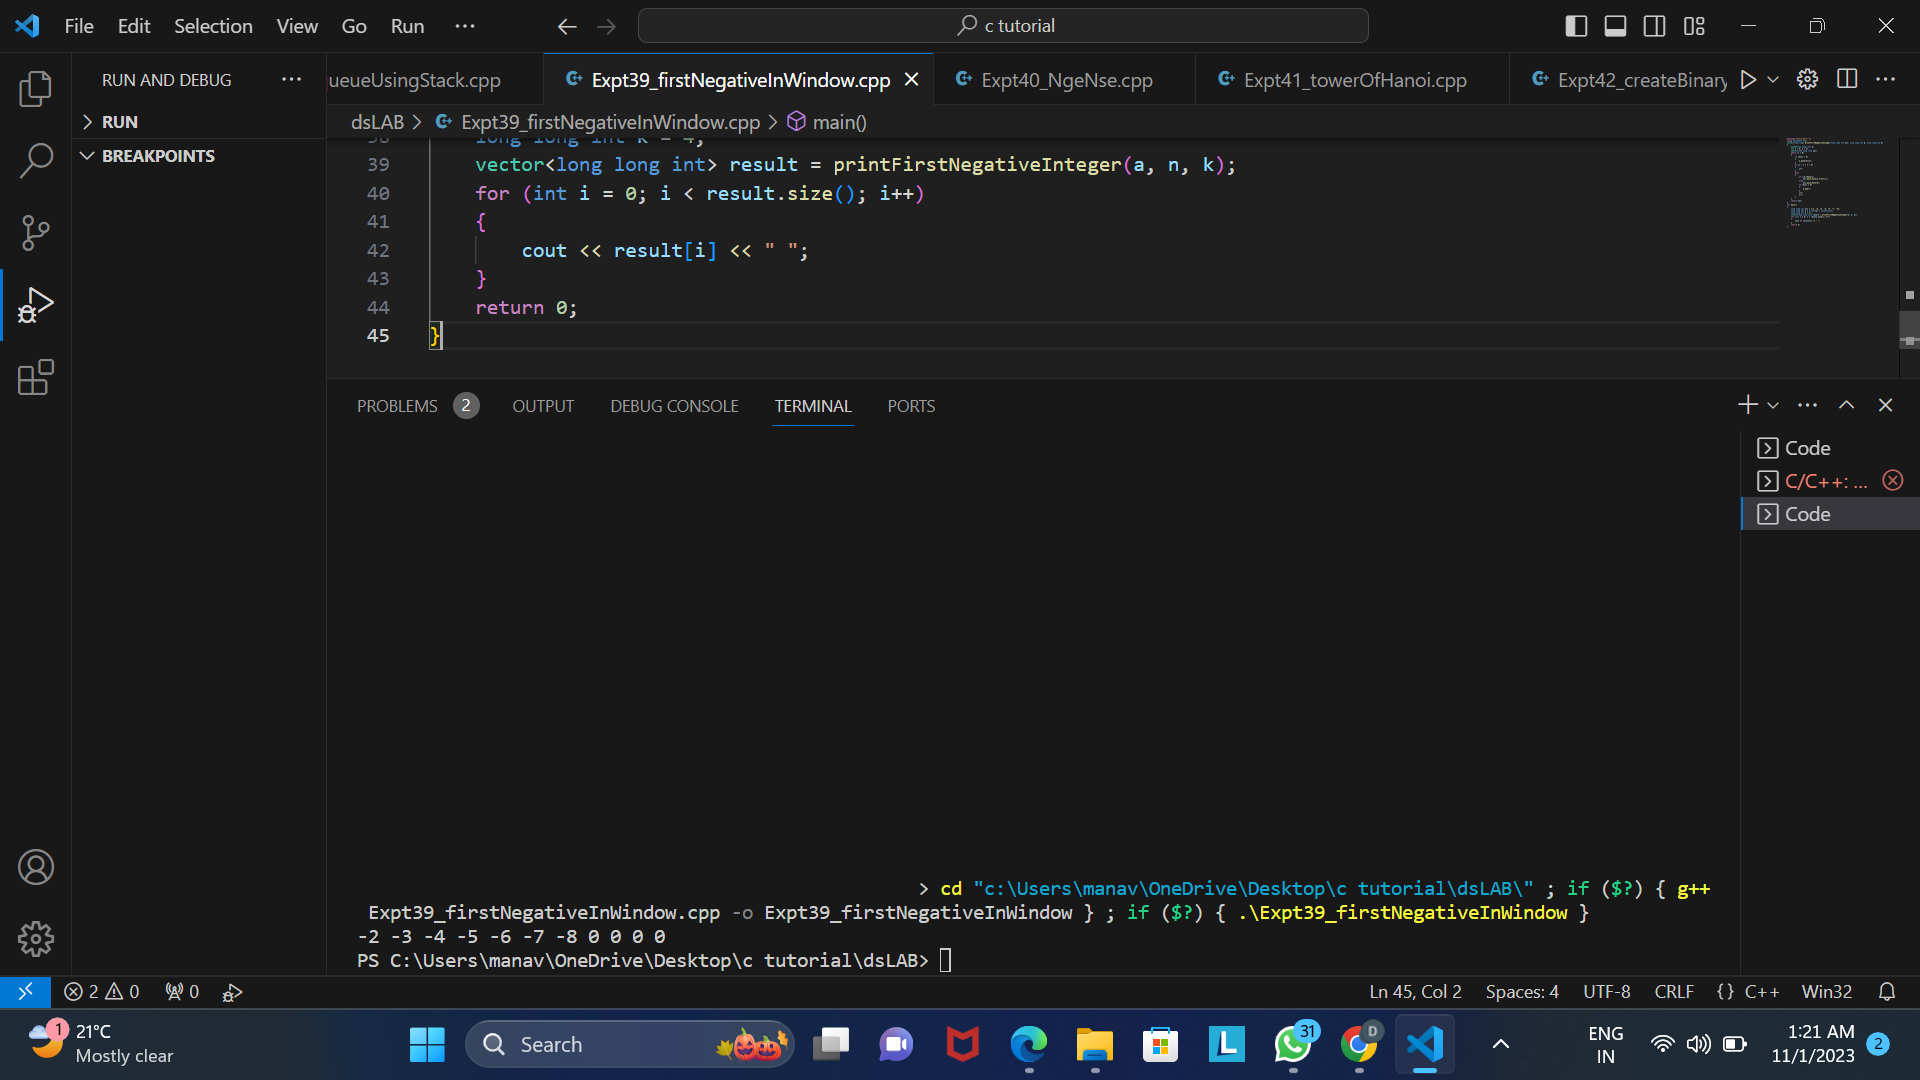 File Edit Selection View Go Run ··· c tutorial
RUN AND DEBUG ···
ueueUsingStack.cpp Expt39_firstNegativeInWindow.cpp Expt40_NgeNse.cpp Expt41_towerOfHanoi.cpp Expt42_createBinary
RUN
BREAKPOINTS
dsLAB > Expt39_firstNegativeInWindow.cpp > main()
38 long long int k = 4;
39 vector<long long int> result = printFirstNegativeInteger(a, n, k);
40 for (int i = 0; i < result.size(); i++)
41 {
42 cout << result[i] << " ";
43 }
44 return 0;
45 }
PROBLEMS 2 OUTPUT DEBUG CONSOLE TERMINAL PORTS
Code
C/C++: ...
Code
> cd "c:\Users\manav\OneDrive\Desktop\c tutorial\dsLAB\" ; if ($?) { g++
Expt39_firstNegativeInWindow.cpp -o Expt39_firstNegativeInWindow } ; if ($?) { .\Expt39_firstNegativeInWindow }
-2 -3 -4 -5 -6 -7 -8 0 0 0 0
PS C:\Users\manav\OneDrive\Desktop\c tutorial\dsLAB>
2 0 0 Ln 45, Col 2 Spaces: 4 UTF-8 CRLF {} C++ Win32
1 21°C
Mostly clear
Search
L
31
D
ENG
IN
1:21 AM
11/1/2023
2